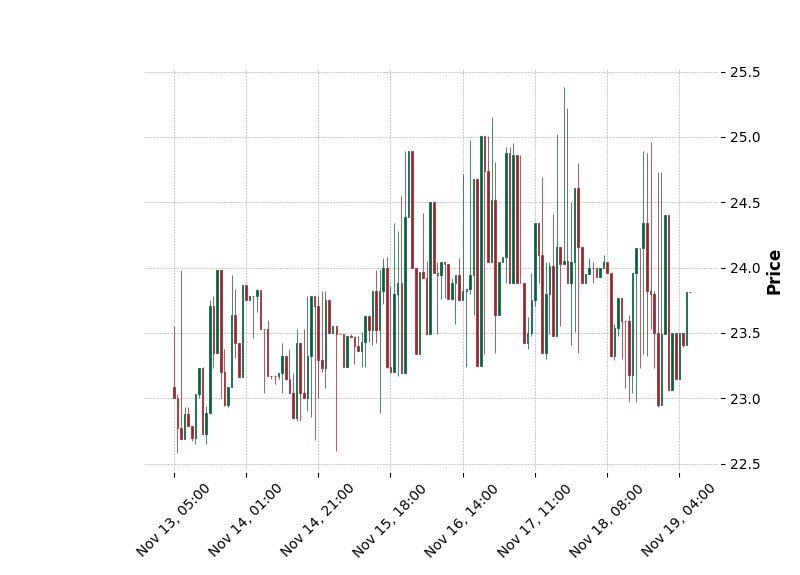 25.5
25.0
24.5
24.0
23.5
23.0
22.5
Price
Nov 13, 05:00
Nov 14, 01:00
Nov 14, 21:00
Nov 15, 18:00
Nov 16, 14:00
Nov 17, 11:00
Nov 18, 08:00
Nov 19, 04:00